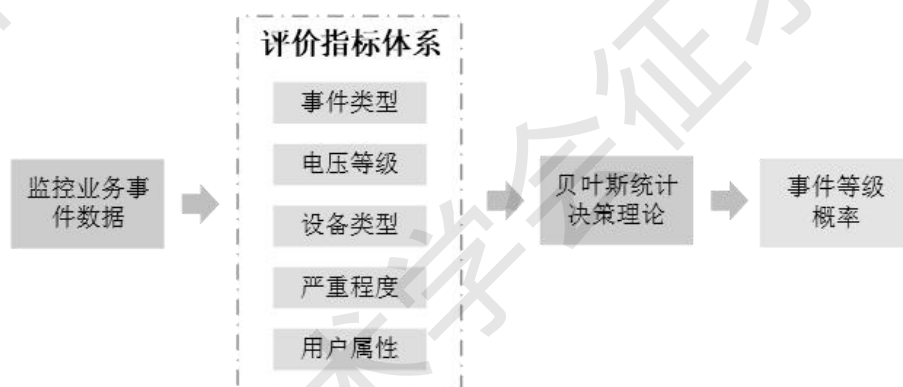 评价指标体系
事件类型
电压等级
设备类型
严重程度
用户属性
监控业务事
件数据
贝叶斯统计
决策理论
事件等级
概率